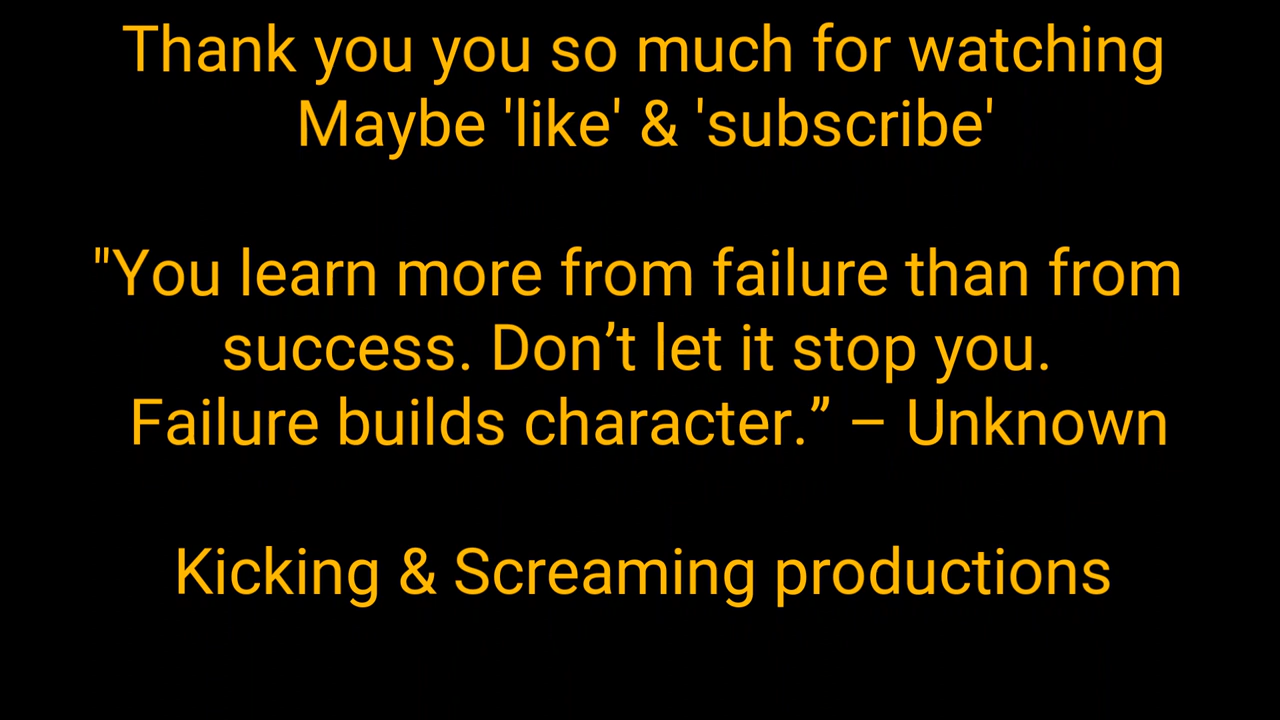 Thank you you so much for watching
Maybe 'like' & 'subscribe'
"You learn more from failure than from
success. Don’t let it stop you.
Failure builds character.” – Unknown
Kicking & Screaming productions